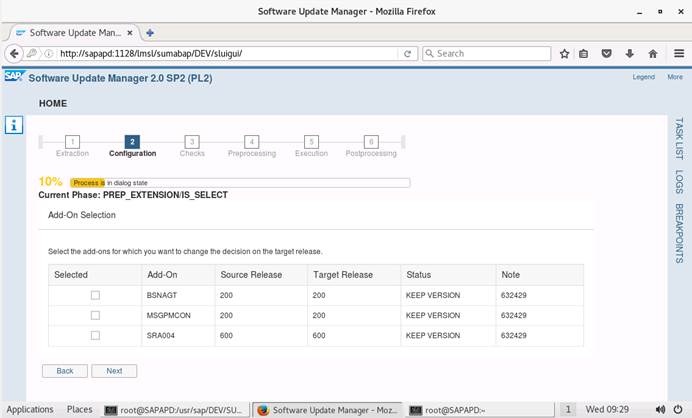 Software Update Manager - Mozilla Firefox
Software Update Mana...
http://sapapd:1128/lmsl/sumabap/DEV/sluigui/
Search
SAP
Software Update Manager 2.0 SP2 (PL2)
Legend More
HOME
1 2 3 4 5 6
Extraction Configuration Checks Preprocessing Execution Postprocessing
10% Process is in dialog state
Current Phase: PREP_EXTENSION/IS_SELECT
Add-On Selection
Select the add-ons for which you want to change the decision on the target release.
Selected Add-On Source Release Target Release Status Note
BSNAGT 200 200 KEEP VERSION 632429
MSGPMCON 200 200 KEEP VERSION 632429
SRA004 600 600 KEEP VERSION 632429
Back Next
TASK LIST
LOGS
BREAKPOINTS
Applications Places root@SAPAPD:/usr/sap/DEV/SU... Software Update Manager - Moz... root@SAPAPD:~ 1 Wed 09:29